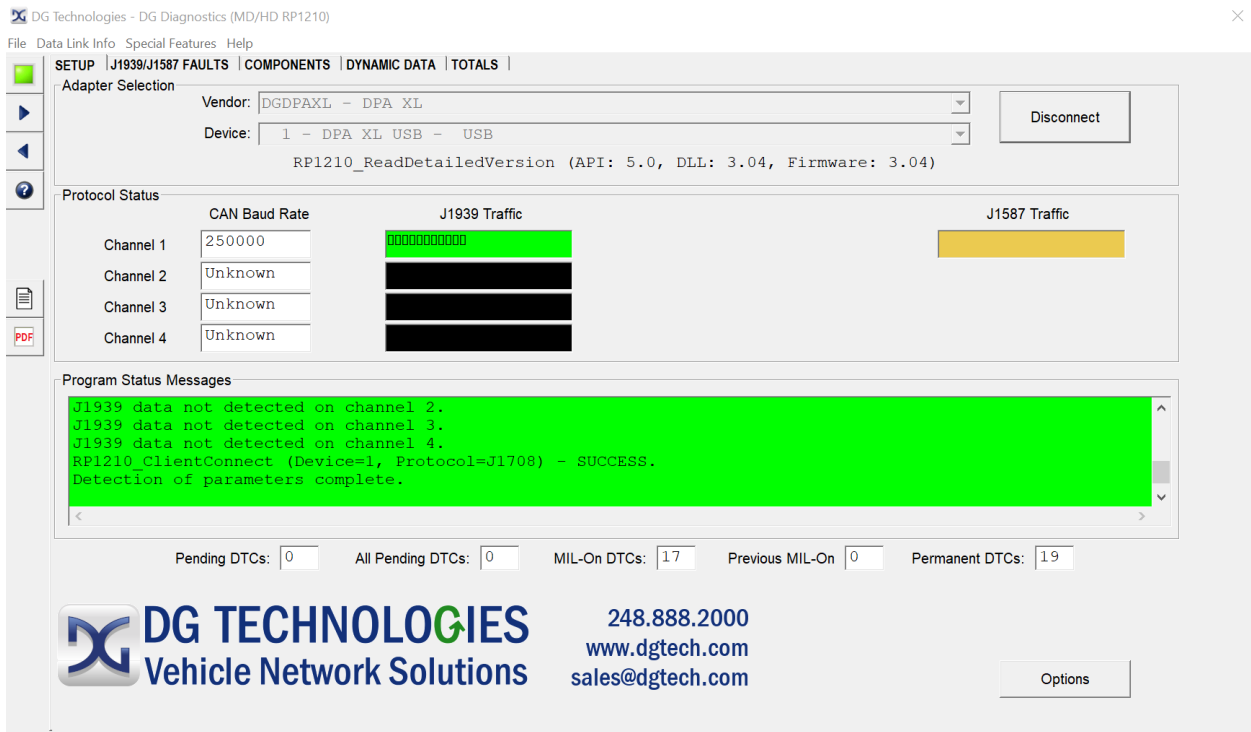 DG Technologies - DG Diagnostics (MD/HD RP1210)
File Data Link Info Special Features Help
SETUP J1939/J1587 FAULTS COMPONENTS DYNAMIC DATA TOTALS
Adapter Selection
Vendor: DGDPAXL - DPA XL
Disconnect
Device: 1 - DPA XL USB - USB
RP1210_ReadDetailedVersion (API: 5.0, DLL: 3.04, Firmware: 3.04)
Protocol Status
CAN Baud Rate J1939 Traffic J1587 Traffic
Channel 1 250000
Channel 2 Unknown
Channel 3 Unknown
Channel 4 Unknown
PDF
Program Status Messages
J1939 data not detected on channel 2.
J1939 data not detected on channel 3.
J1939 data not detected on channel 4.
RP1210_ClientConnect (Device=1, Protocol=J1708) - SUCCESS.
Detection of parameters complete.
Pending DTCs: 0 All Pending DTCs: 0 MIL-On DTCs: 17 Previous MIL-On 0 Permanent DTCs: 19
DG TECHNOLOGIES
Vehicle Network Solutions
248.888.2000
www.dgtech.com
sales@dgtech.com
Options